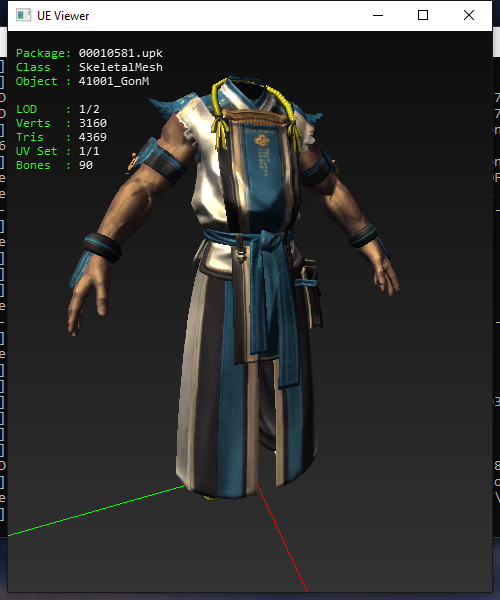 UE Viewer
Package: 00010581.upk
Class : SkeletalMesh
Object : 41001_GonM
LOD : 1/2
Verts : 3160
Tris : 4369
UV Set : 1/1
Bones : 90